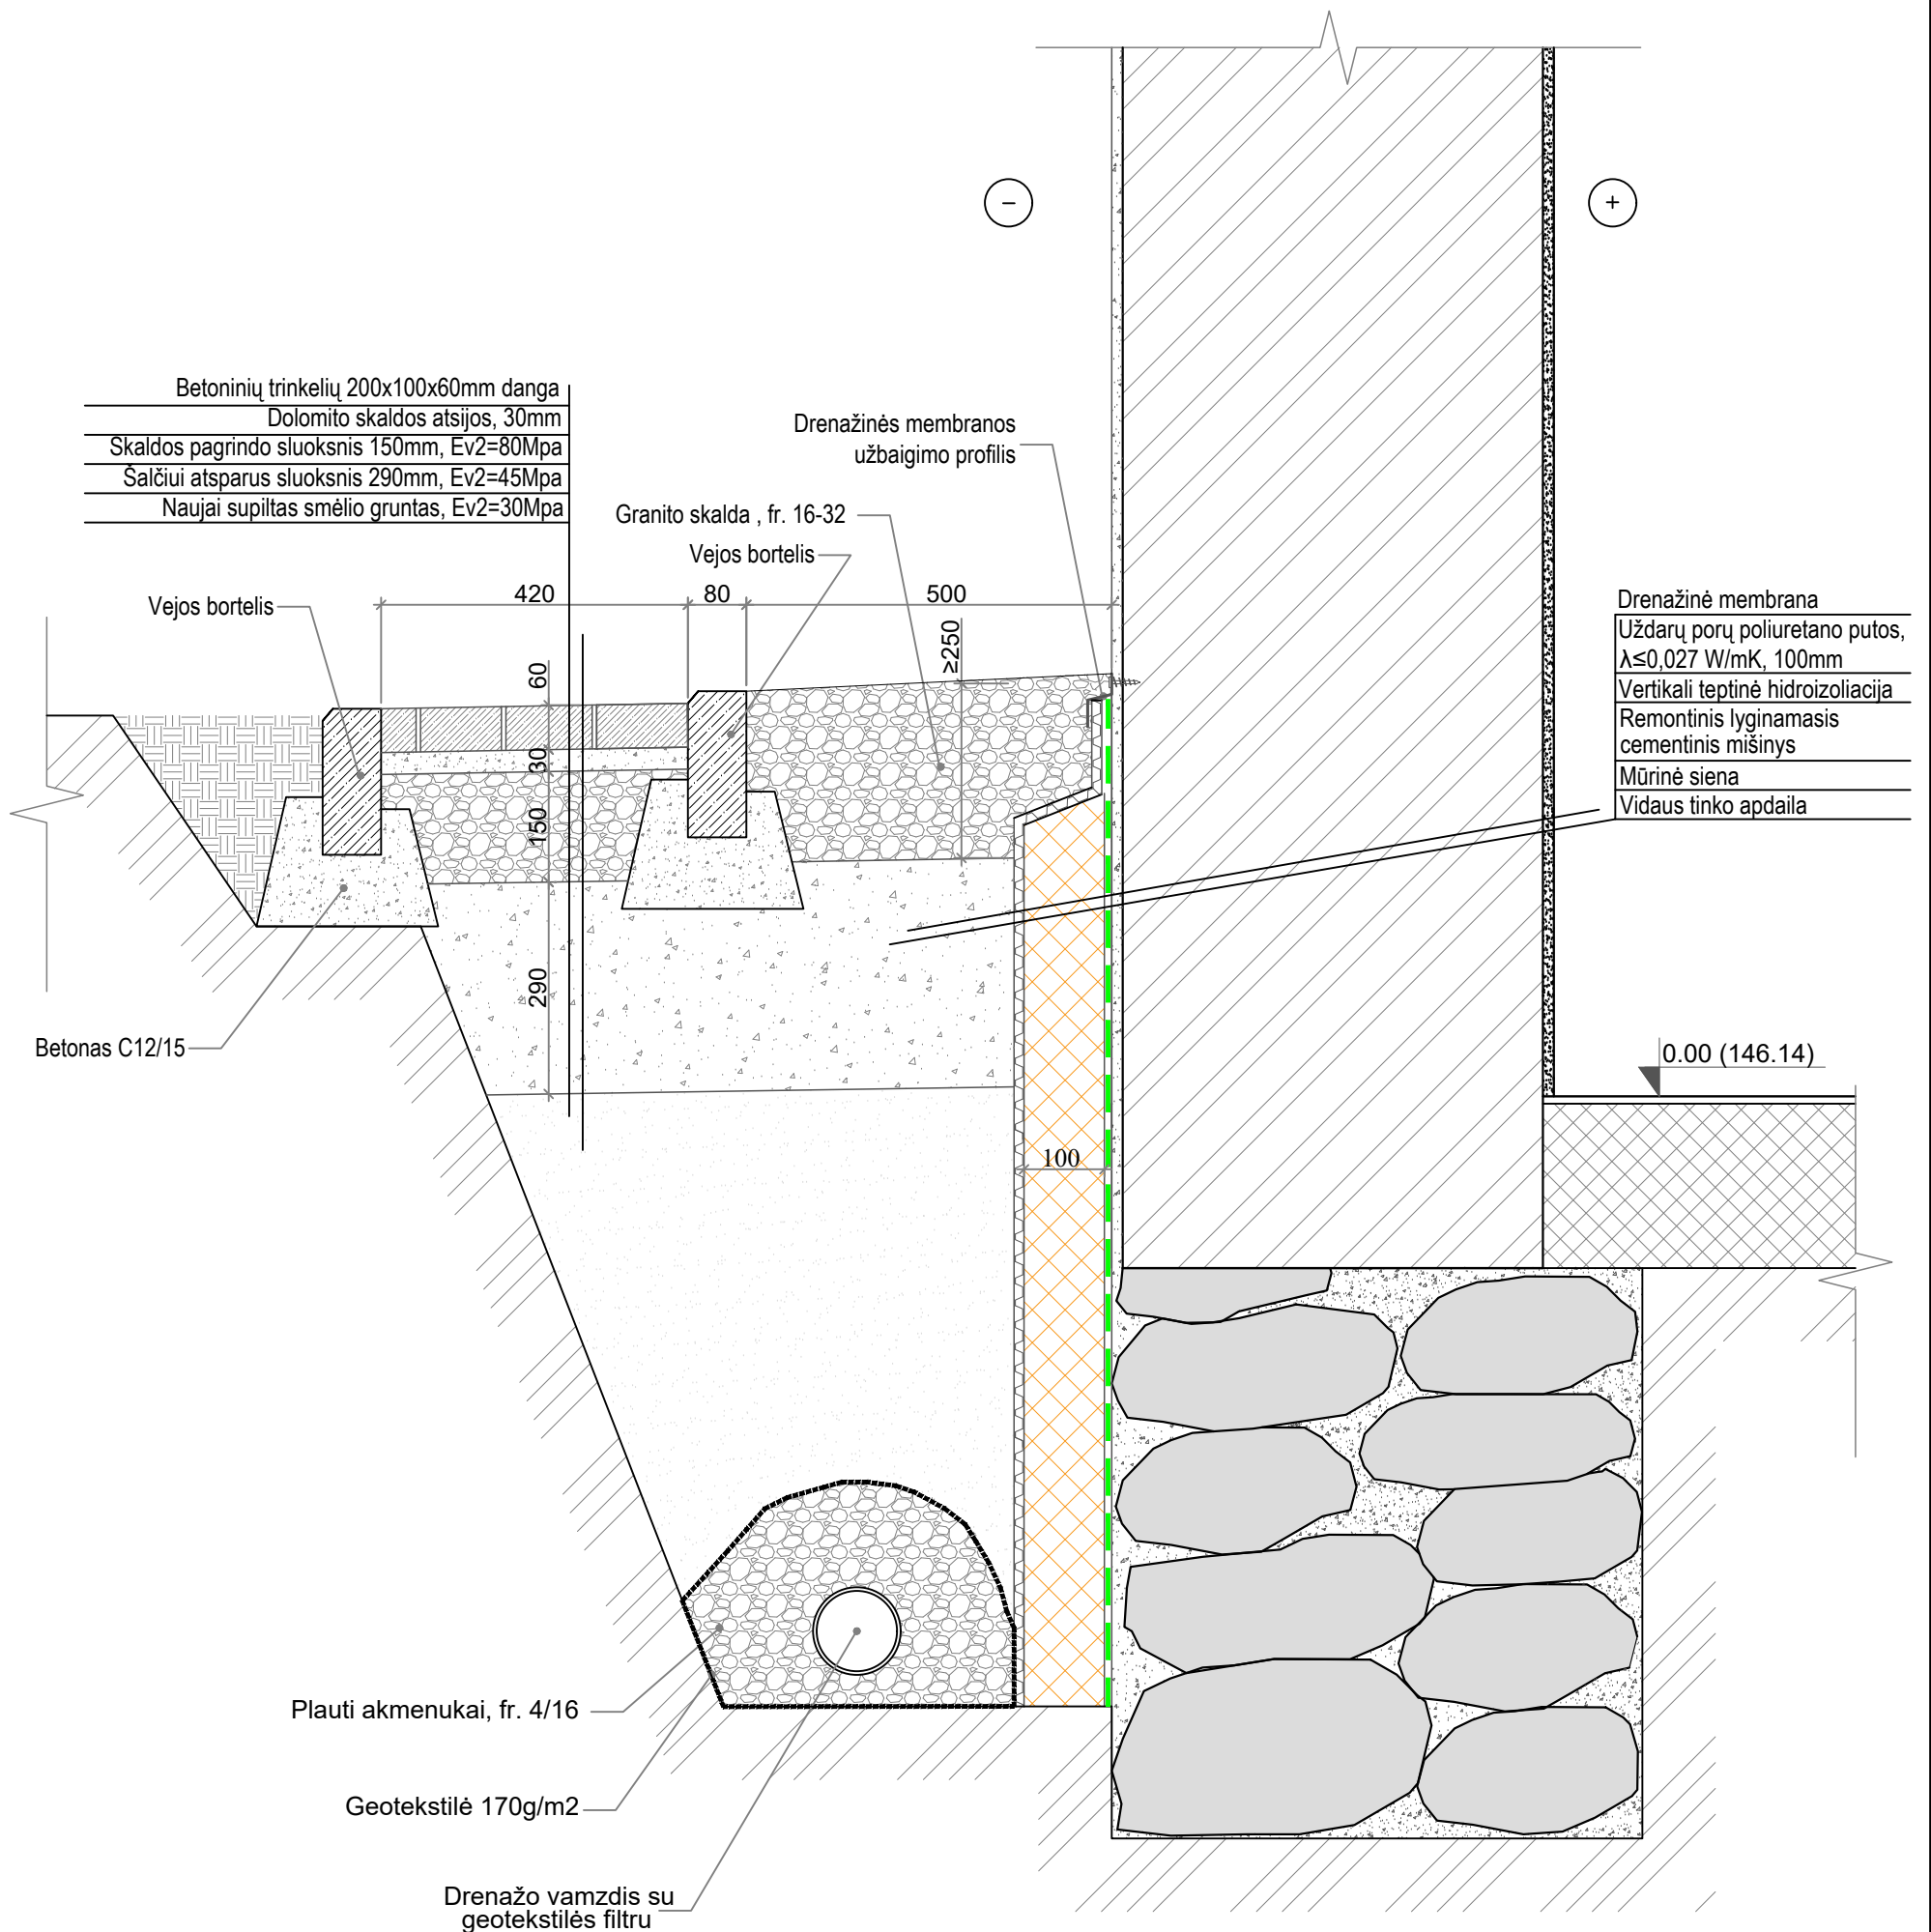 −
+
Betoninių trinkelių 200x100x60mm danga
Dolomito skaldos atsijos, 30mm
Skaldos pagrindo sluoksnis 150mm, Ev2=80Mpa
Šalčiui atsparus sluoksnis 290mm, Ev2=45Mpa
Naujai supiltas smėlio gruntas, Ev2=30Mpa
Drenažinės membranos
užbaigimo profilis
Granito skalda , fr. 16-32
Vejos bortelis
Vejos bortelis
420
80
500
≥250
60
30
150
290
Drenažinė membrana
Uždarų porų poliuretano putos,
λ≤0,027 W/mK, 100mm
Vertikali teptinė hidroizoliacija
Remontinis lyginamasis
cementinis mišinys
Mūrinė siena
Vidaus tinko apdaila
Betonas C12/15
0.00 (146.14)
100
Plauti akmenukai, fr. 4/16
Geotekstilė 170g/m2
Drenažo vamzdis su
geotekstilės filtru